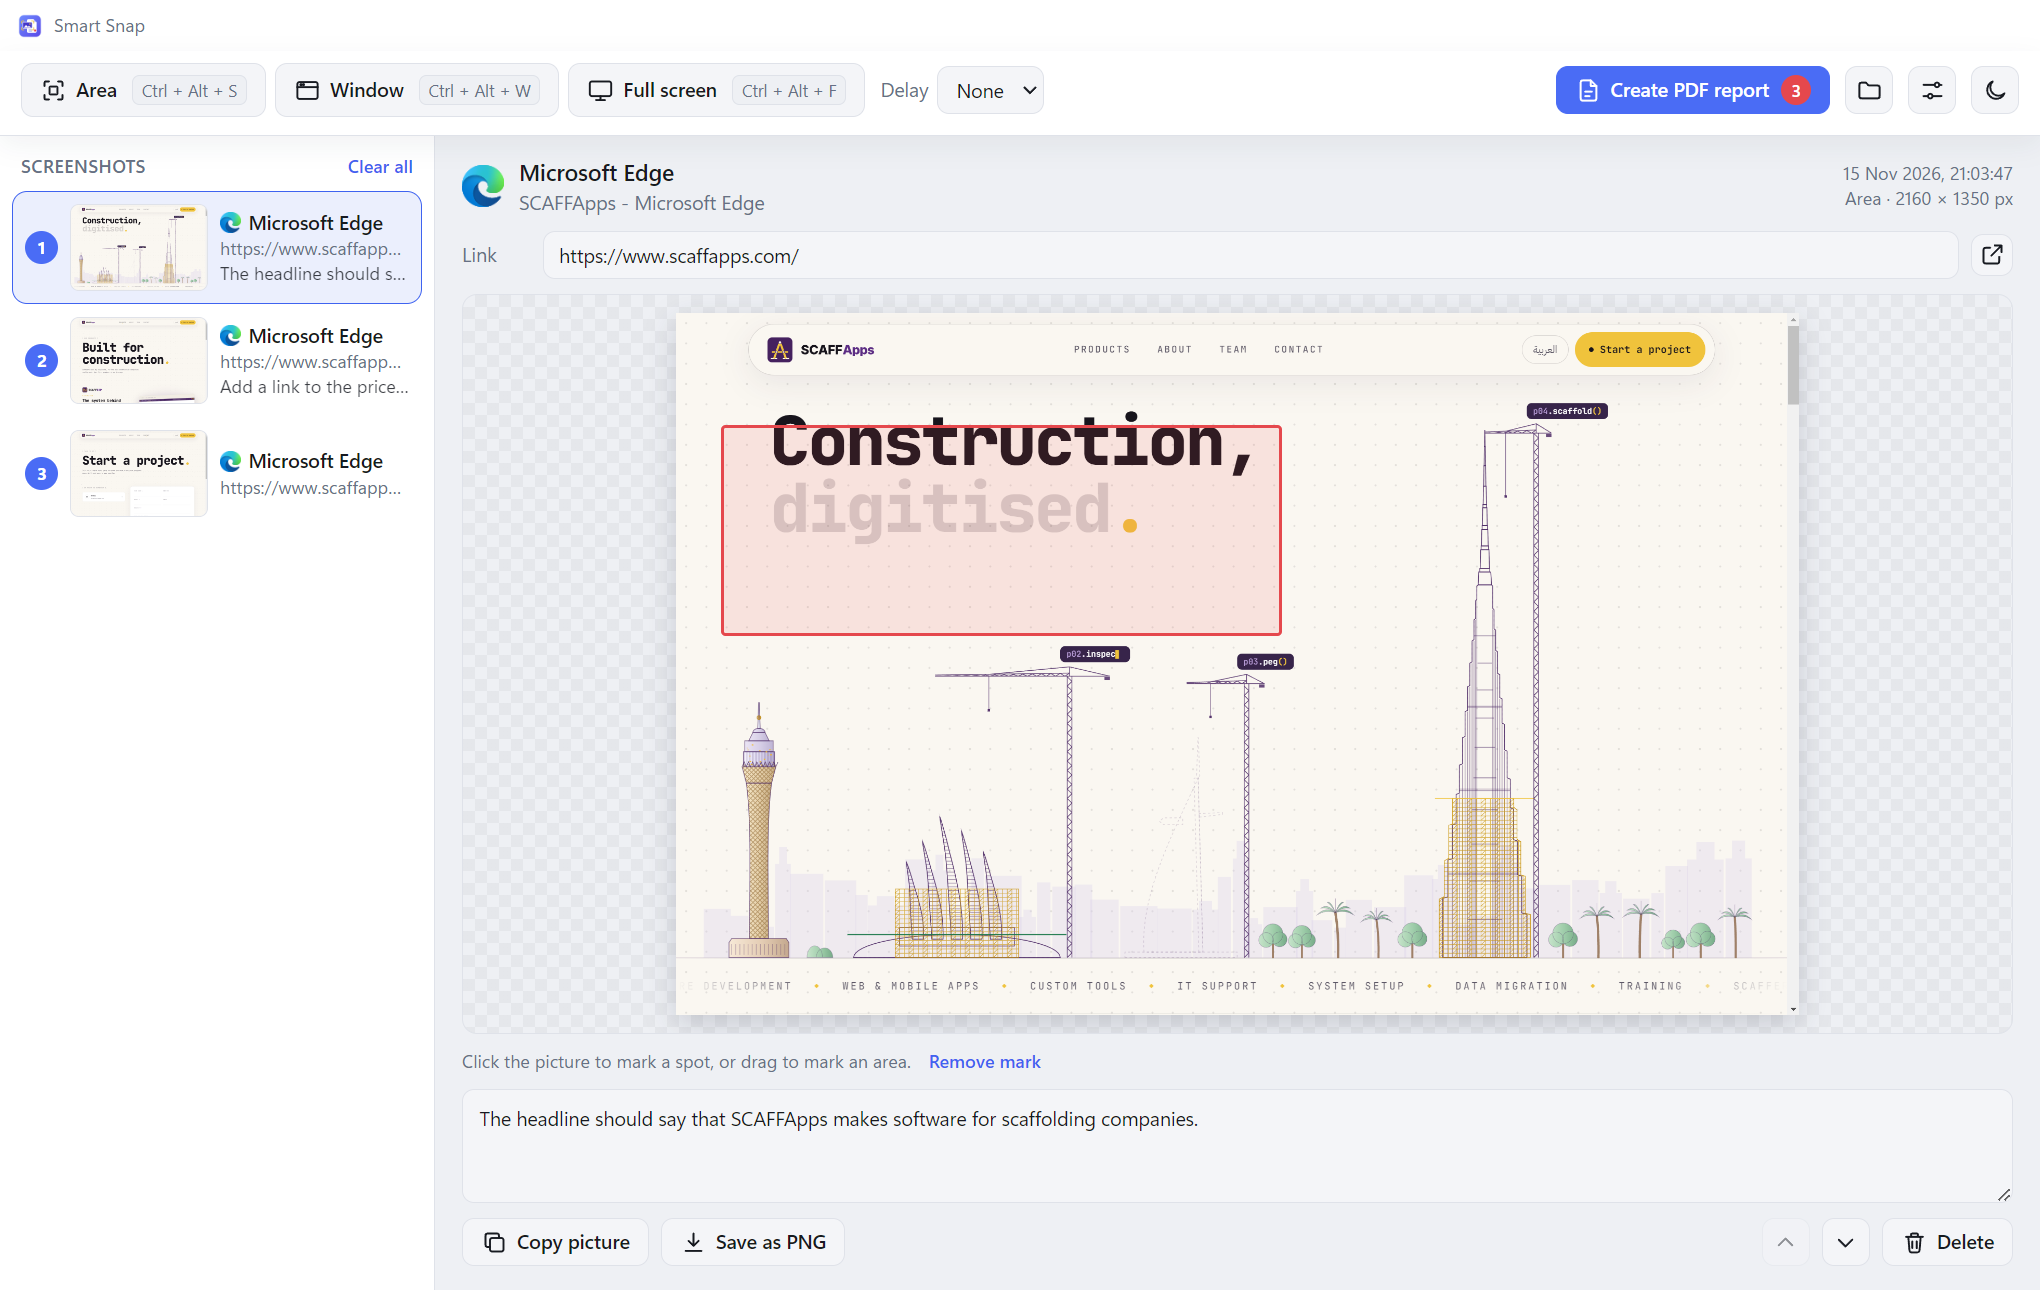 Smart Snap
Area Ctrl + Alt + S
Window Ctrl + Alt + W
Full screen Ctrl + Alt + F
Delay None
Create PDF report 3
SCREENSHOTS Clear all
1
Construction,
digitised.
Microsoft Edge
https://www.scaffapp...
The headline should s...
2
Built for
construction.
Microsoft Edge
https://www.scaffapp...
Add a link to the price...
3
Start a project.
Microsoft Edge
https://www.scaffapp...
Microsoft Edge
SCAFFApps - Microsoft Edge
15 Nov 2026, 21:03:47
Area · 2160 × 1350 px
Link https://www.scaffapps.com/
SCAFFApps PRODUCTS ABOUT TEAM CONTACT العربية Start a project
Construction,
digitised.
p04.scaffold()
p02.inspec
p03.peg()
E DEVELOPMENT WEB & MOBILE APPS CUSTOM TOOLS IT SUPPORT SYSTEM SETUP DATA MIGRATION TRAINING SCAFF
Click the picture to mark a spot, or drag to mark an area. Remove mark
The headline should say that SCAFFApps makes software for scaffolding companies.
Copy picture Save as PNG Delete